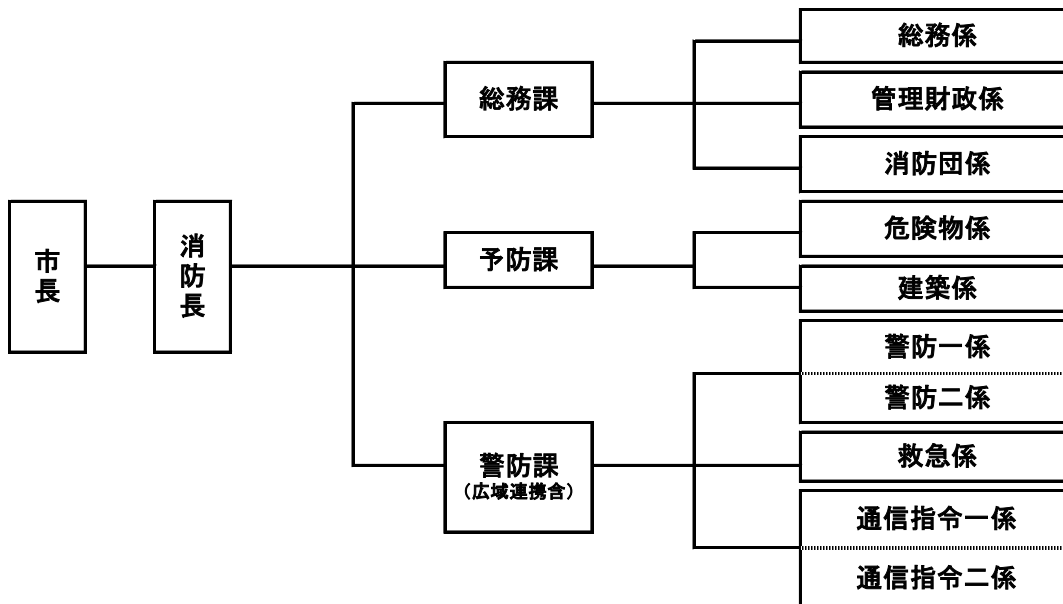 市長
消防長
総務課
総務係
管理財政係
消防団係
予防課
危険物係
建築係
警防課
(広域連携含)
警防一係
警防二係
救急係
通信指令一係
通信指令二係